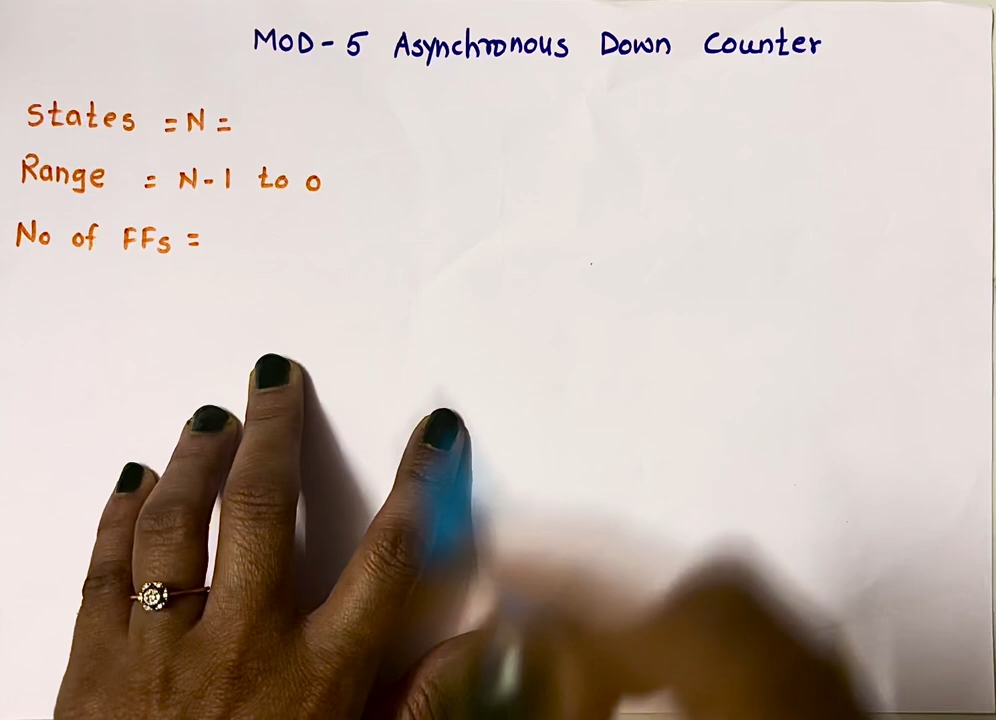 MOD-5 Asynchronous Down Counter
States = N =
Range = N-1 to 0
No of FFs =